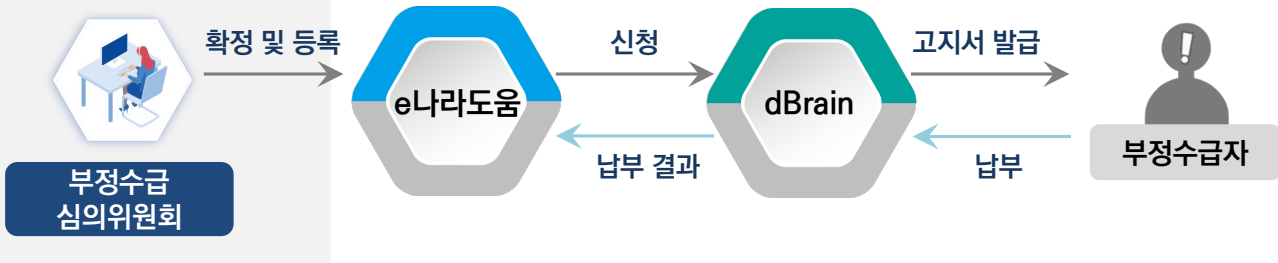 확정 및 등록
신청
고지서 발급
e나라도움
dBrain
납부 결과
납부
부정수급자
부정수급
심의위원회